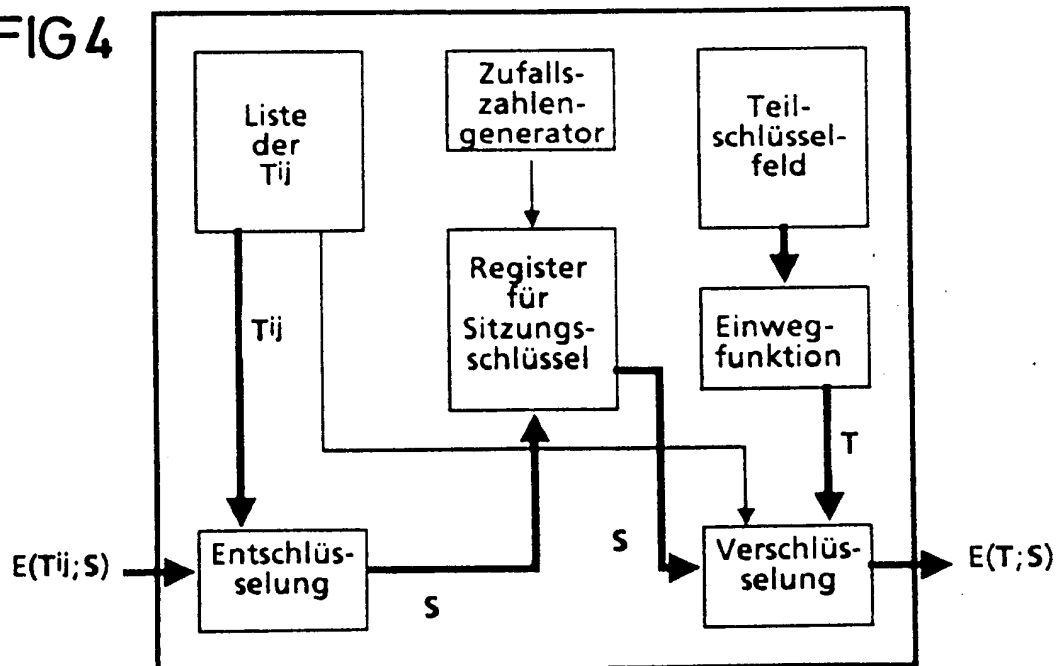 FIG 4
Liste
der
Tij
Zufalls-
zahlen-
generator
Teil-
schlüssel-
feld
Register
für
Sitzungs-
schlüssel
Einweg-
funktion
Tij
T
E(Tij;S)
Entschlüs-
selung
S
S
Verschlüs-
selung
E(T;S)